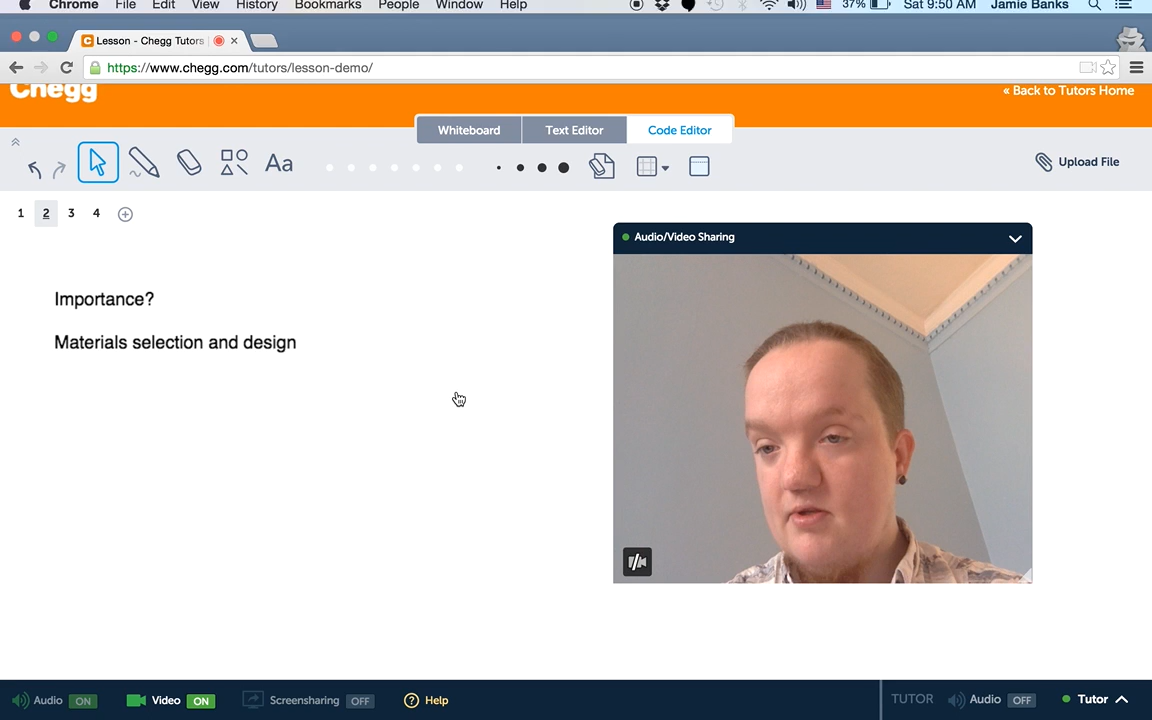 Chrome File Edit View History Bookmarks People Window Help 37% Sat 9:50 AM Jamie Banks
Lesson - Chegg Tutors
https://www.chegg.com/tutors/lesson-demo/
Chegg
« Back to Tutors Home
Whiteboard Text Editor Code Editor
Aa
Upload File
1 2 3 4
Audio/Video Sharing
Importance?
Materials selection and design
Audio ON Video ON Screensharing OFF Help TUTOR Audio OFF Tutor